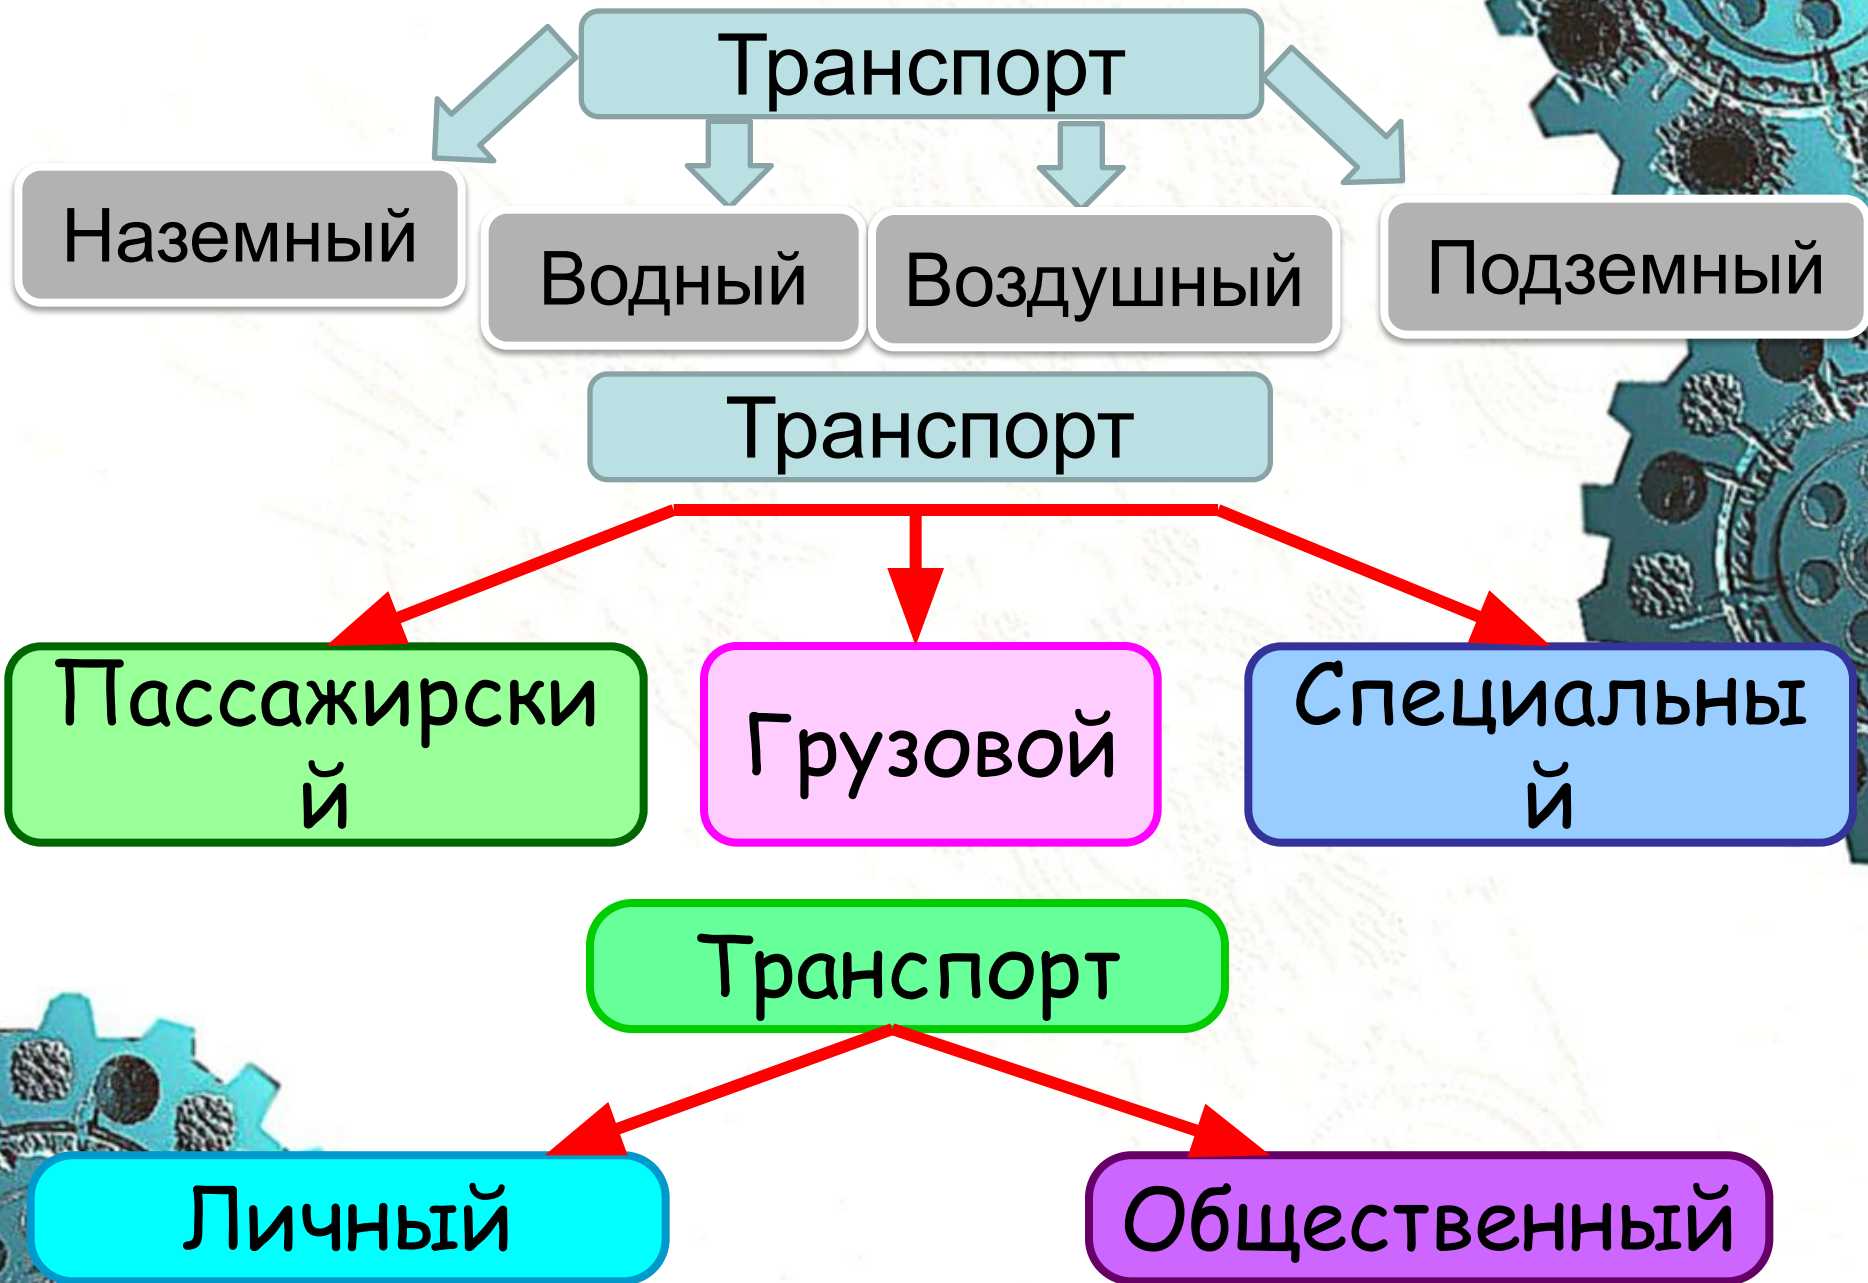 Транспорт
Наземный
Водный
Воздушный
Подземный
Транспорт
Пассажирски
й
Грузовой
Специальны
й
Транспорт
Личный
Общественный